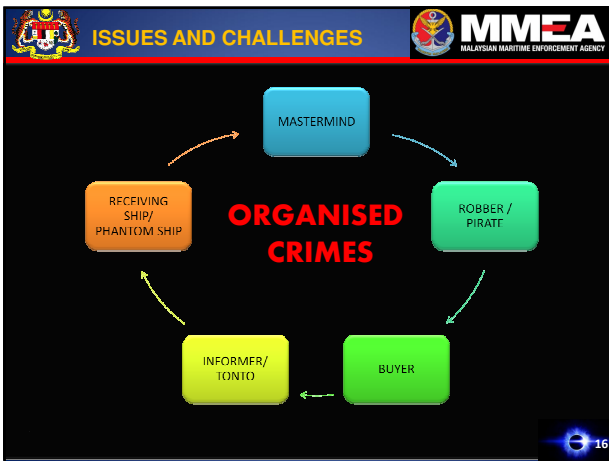 ISSUES AND CHALLENGES
MMEA
MALAYSIAN MARITIME ENFORCEMENT AGENCY
MASTERMIND
ROBBER /
PIRATE
BUYER
INFORMER/
TONTO
RECEIVING
SHIP/
PHANTOM SHIP
ORGANISED
CRIMES
16